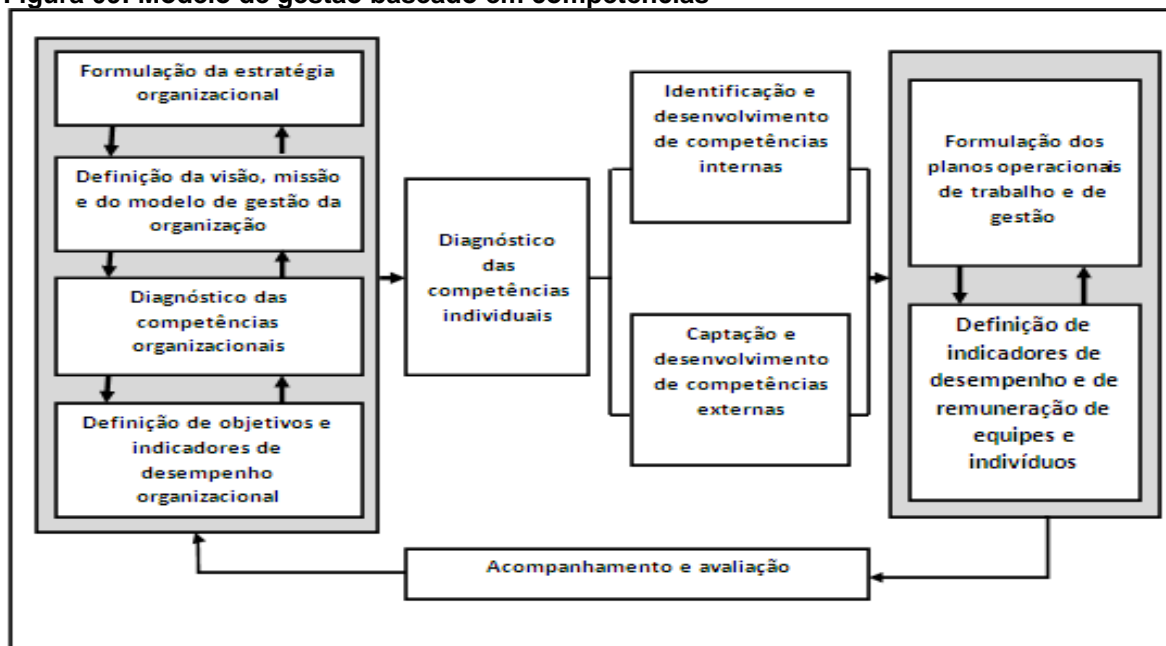 Formulação da estratégia
organizacional
Definição da visão, missão
e do modelo de gestão da
organização
Diagnóstico das
competências
organizacionais
Definição de objetivos e
indicadores de
desempenho
organizacional
Diagnóstico
das
competências
individuais
Identificação e
desenvolvimento
de competências
internas
Captação e
desenvolvimento
de competências
externas
Formulação dos
planos operacionais
de trabalho e de
gestão
Definição de
indicadores de
desempenho e de
remuneração de
equipes e
indivíduos
Acompanhamento e avaliação